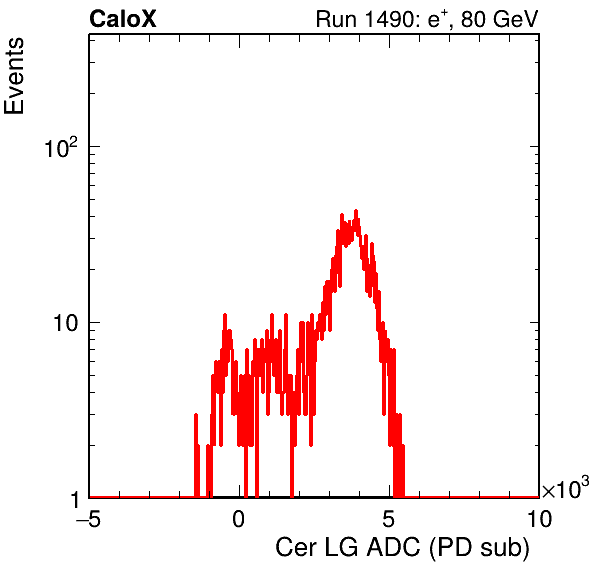 CaloX Run 1490: e⁺, 80 GeV
Events
10²
10
1
−5 0 5 10
×10³
Cer LG ADC (PD sub)